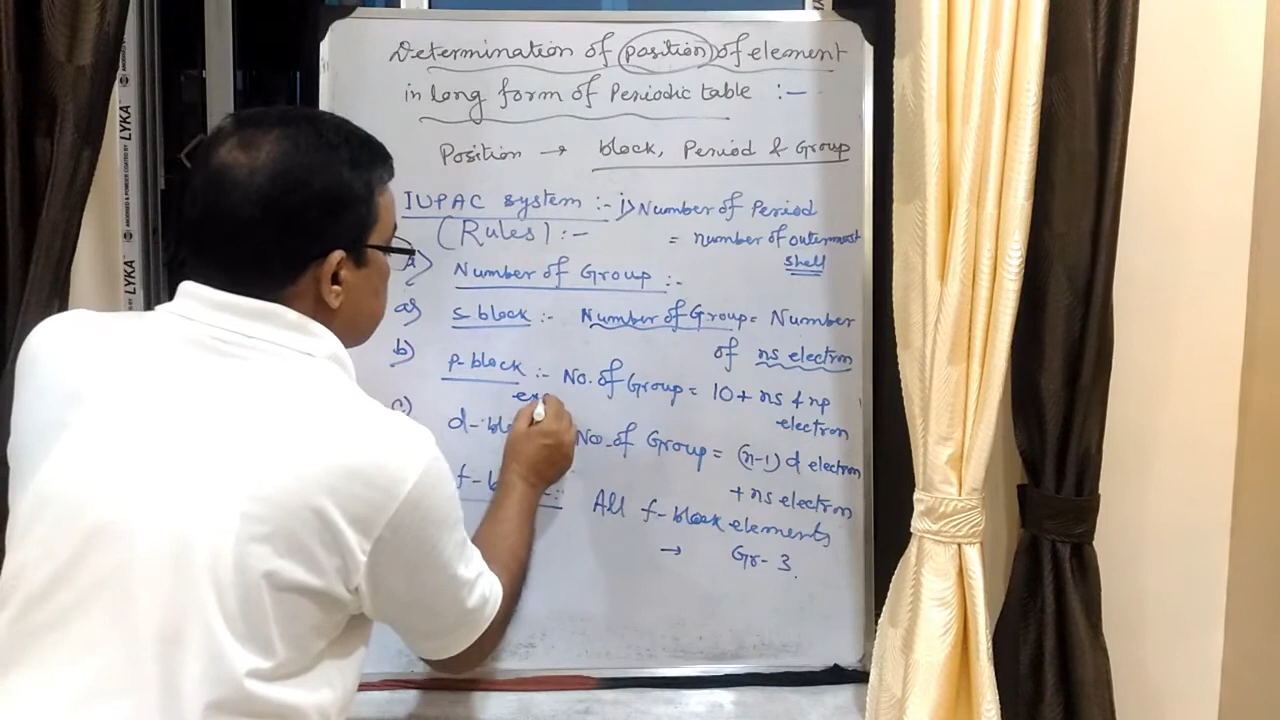 Determination of position of element
in long form of Periodic table :-
Position → block, Period & Group
IUPAC system :- i) Number of Period
(Rules) :- = number of outermost
shell
Number of Group :-
a) s-block :- Number of Group = Number
of ns electron
b) p-block :- No. of Group = 10 + ns & np
electron
c) d-blo No. of Group = (n-1) d electron
+ ns electron
f-b All f-block elements
→ Gr- 3.
LYKA
LYKA